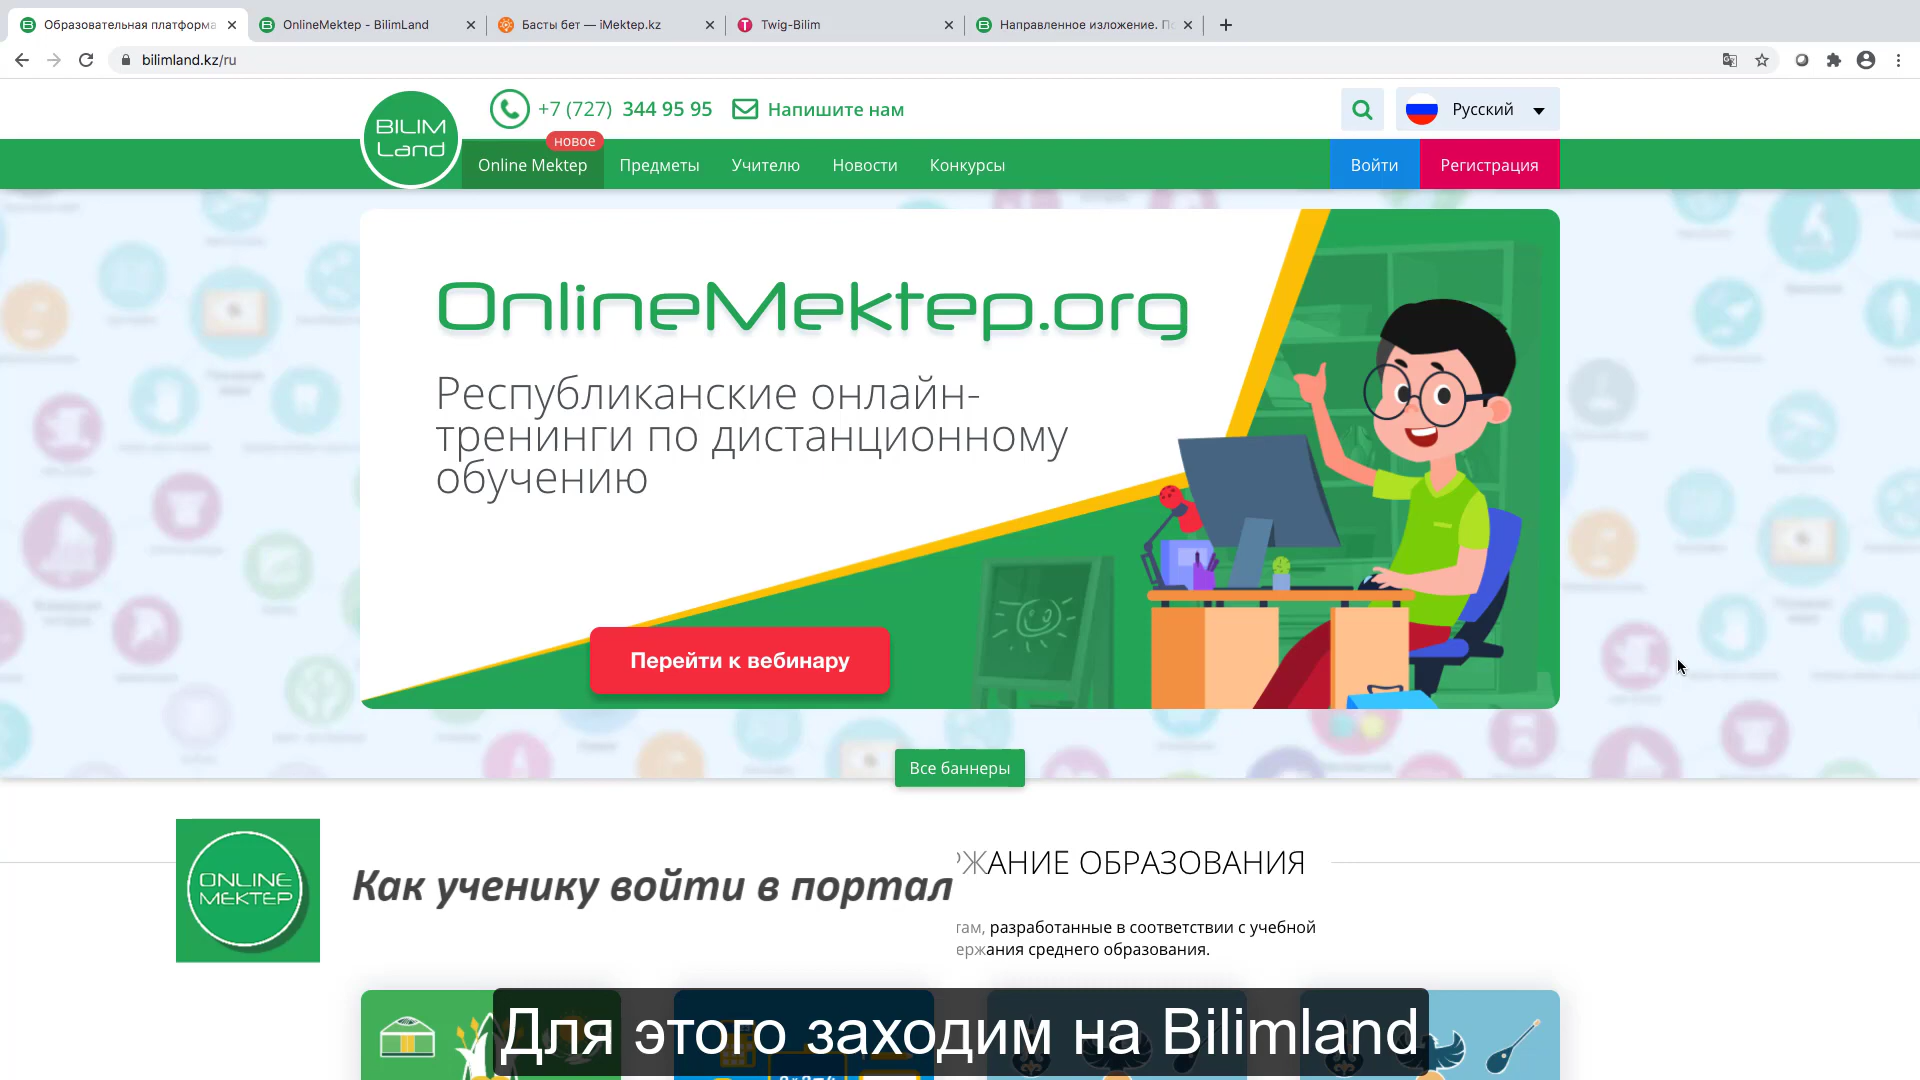 Образовательная платформа
OnlineMektep - BilimLand
Басты бет — iMektep.kz
Twig-Bilim
Направленное изложение.
bilimland.kz/ru
BILIM
Land
+7 (727) 344 95 95
Напишите нам
Русский
новое
Online Mektep
Предметы
Учителю
Новости
Конкурсы
Войти
Регистрация
OnlineMektep.org
Республиканские онлайн-
тренинги по дистанционному
обучению
Перейти к вебинару
Все баннеры
ONLINE
МЕКТЕР
Как ученику войти в портал
ЖАНИЕ ОБРАЗОВАНИЯ
там, разработанные в соответствии с учебной
ержания среднего образования.
Для этого заходим на Bilimland